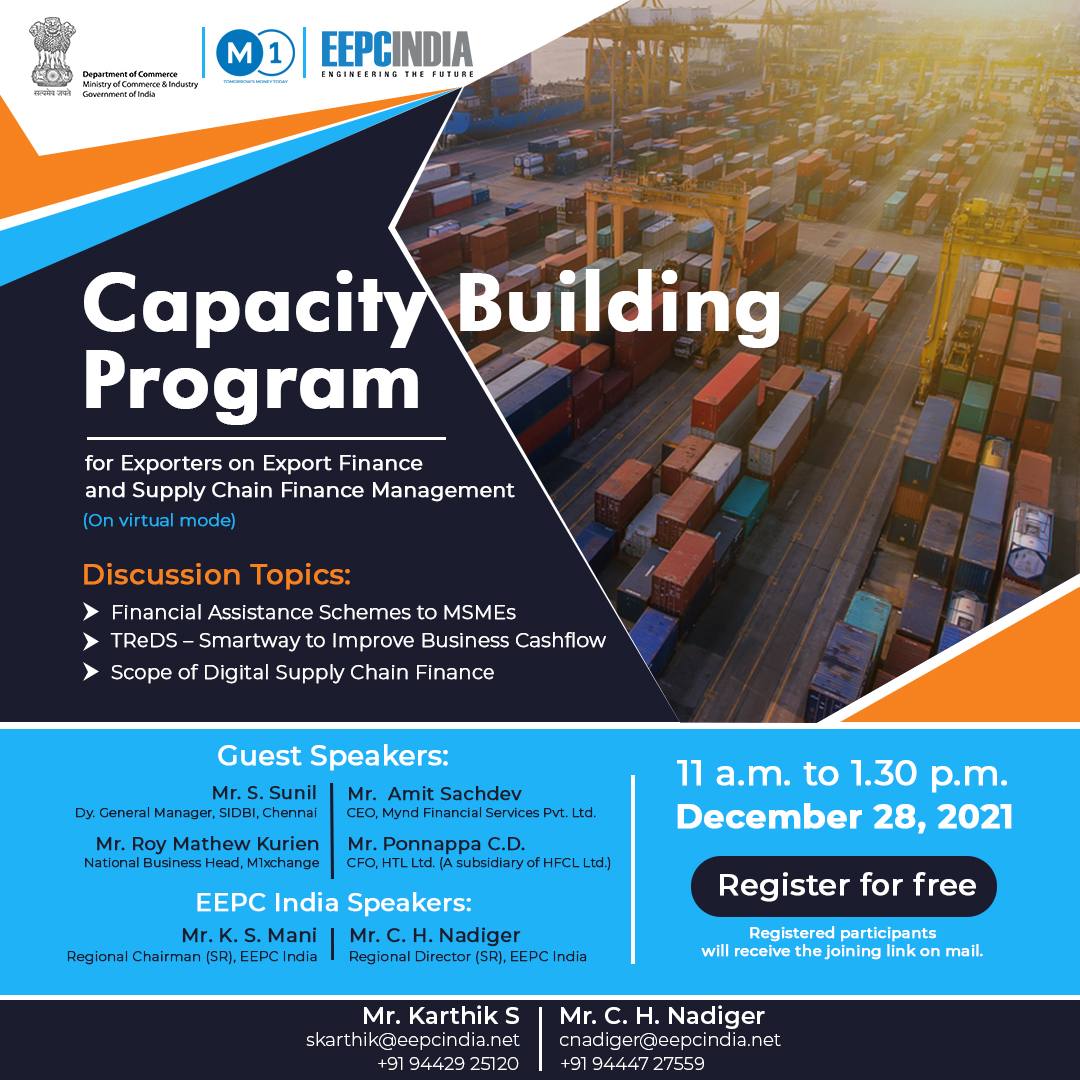 सत्यमेव जयते
Department of Commerce
Ministry of Commerce & Industry
Government of India
M1
TOMORROW'S MONEY TODAY
EEPCINDIA
ENGINEERING THE FUTURE
Capacity Building
Program
for Exporters on Export Finance
and Supply Chain Finance Management
(On virtual mode)
Discussion Topics:
Financial Assistance Schemes to MSMEs
TReDS – Smartway to Improve Business Cashflow
Scope of Digital Supply Chain Finance
Guest Speakers:
Mr. S. Sunil
Dy. General Manager, SIDBI, Chennai
Mr. Amit Sachdev
CEO, Mynd Financial Services Pvt. Ltd.
Mr. Roy Mathew Kurien
National Business Head, M1xchange
Mr. Ponnappa C.D.
CFO, HTL Ltd. (A subsidiary of HFCL Ltd.)
EEPC India Speakers:
Mr. K. S. Mani
Regional Chairman (SR), EEPC India
Mr. C. H. Nadiger
Regional Director (SR), EEPC India
11 a.m. to 1.30 p.m.
December 28, 2021
Register for free
Registered participants
will receive the joining link on mail.
Mr. Karthik S
skarthik@eepcindia.net
+91 94429 25120
Mr. C. H. Nadiger
cnadiger@eepcindia.net
+91 94447 27559